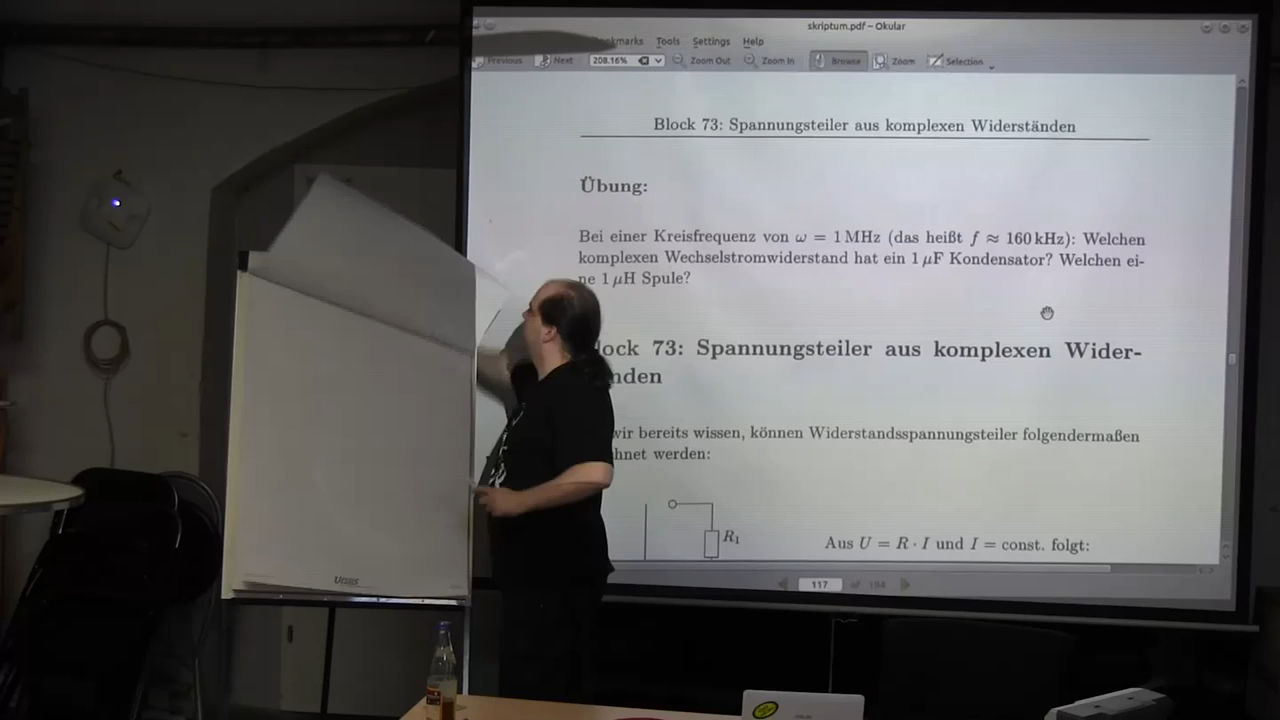 skriptum.pdf – Okular
Tools Settings Help
Previous Next 208.16% Zoom Out Zoom In Browse Zoom Selection
Block 73: Spannungsteiler aus komplexen Widerständen
Übung:
Bei einer Kreisfrequenz von ω = 1 MHz (das heißt f ≈ 160 kHz): Welchen
komplexen Wechselstromwiderstand hat ein 1 µF Kondensator? Welchen ei-
ne 1 µH Spule?
ock 73: Spannungsteiler aus komplexen Wider-
nden
wir bereits wissen, können Widerstandsspannungsteiler folgendermaßen
hnet werden:
R₁
Aus U = R · I und I = const. folgt:
117 of 194